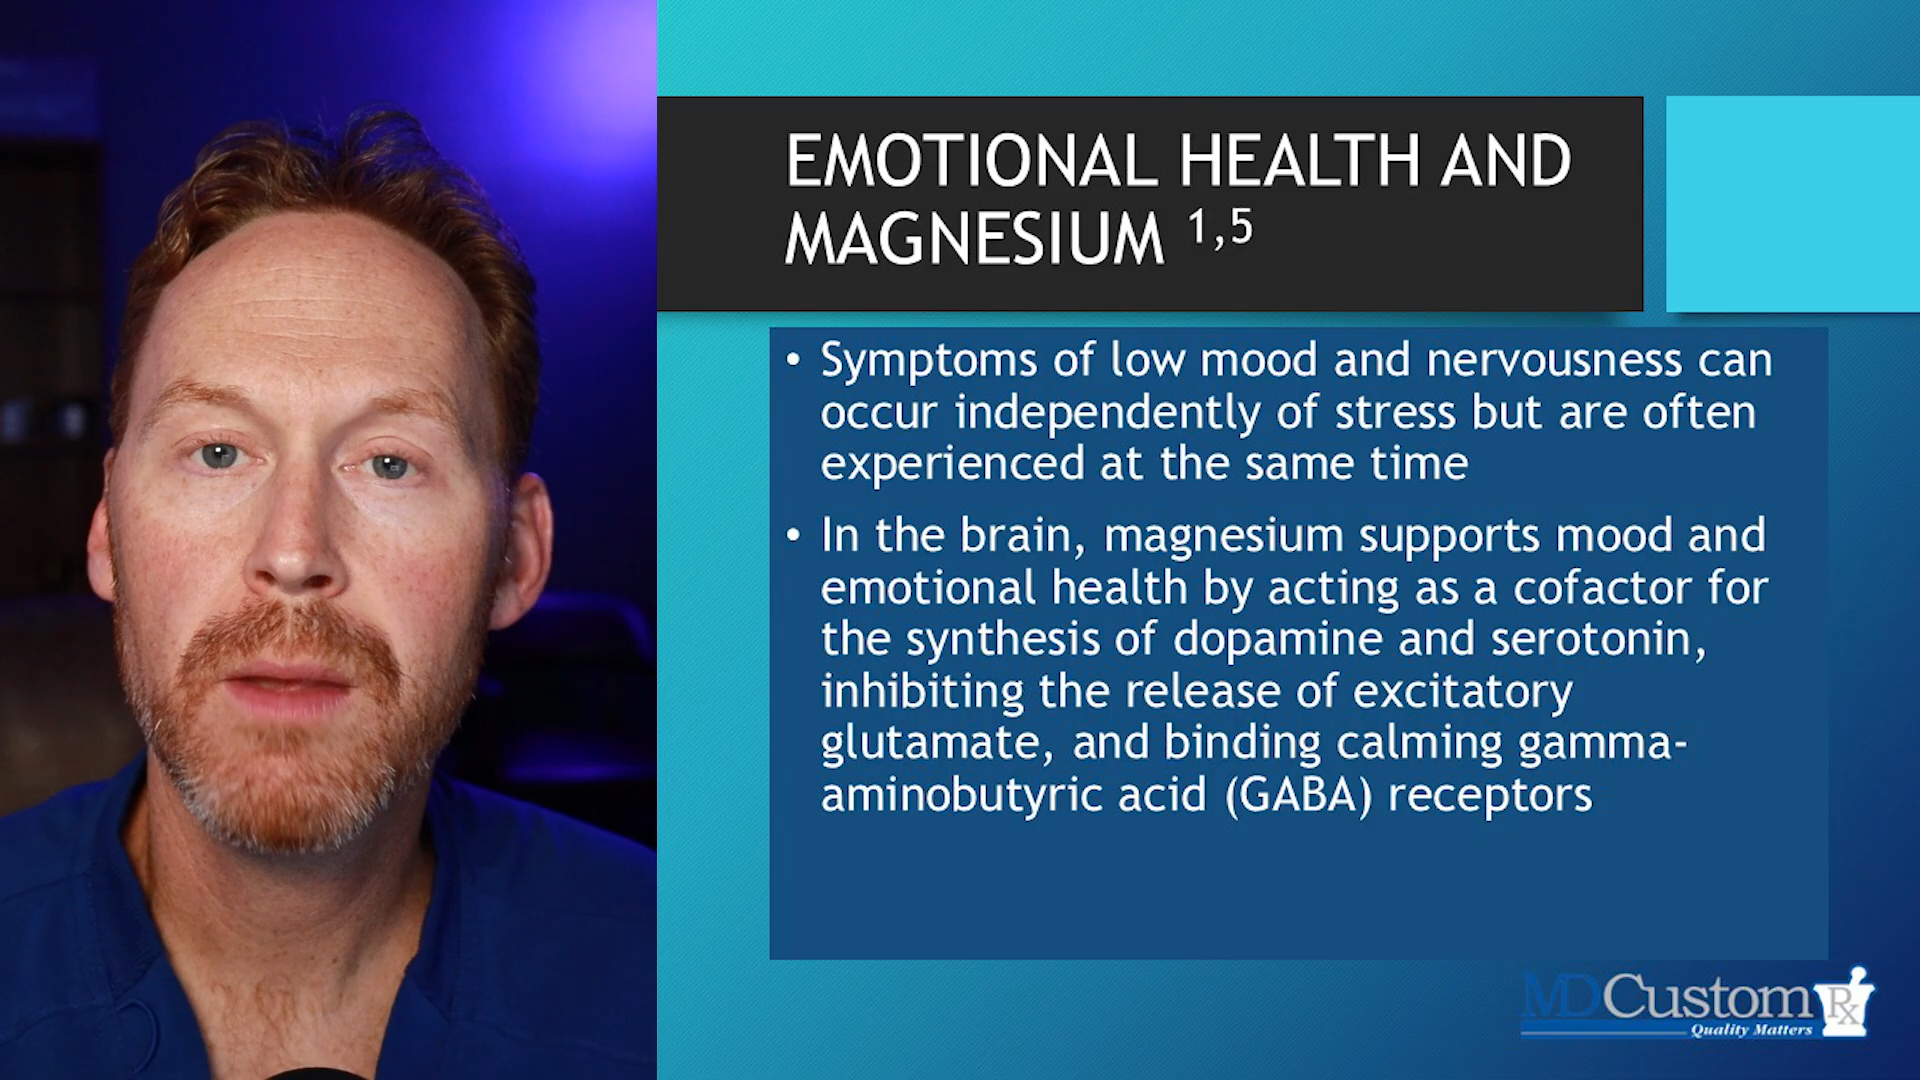 EMOTIONAL HEALTH AND
MAGNESIUM 1,5
• Symptoms of low mood and nervousness can
occur independently of stress but are often
experienced at the same time
• In the brain, magnesium supports mood and
emotional health by acting as a cofactor for
the synthesis of dopamine and serotonin,
inhibiting the release of excitatory
glutamate, and binding calming gamma-
aminobutyric acid (GABA) receptors
MDCustom Rx
Quality Matters